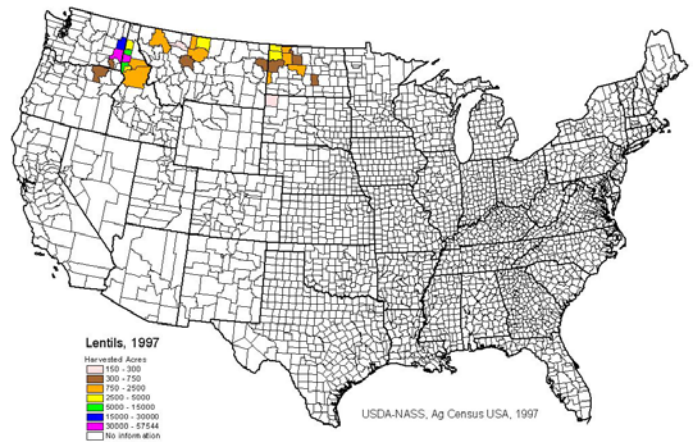 Lentils, 1997
Harvested Acres
150 - 300
300 - 750
750 - 2500
2500 - 5000
5000 - 15000
15000 - 30000
30000 - 57544
No information
USDA-NASS, Ag Census USA, 1997